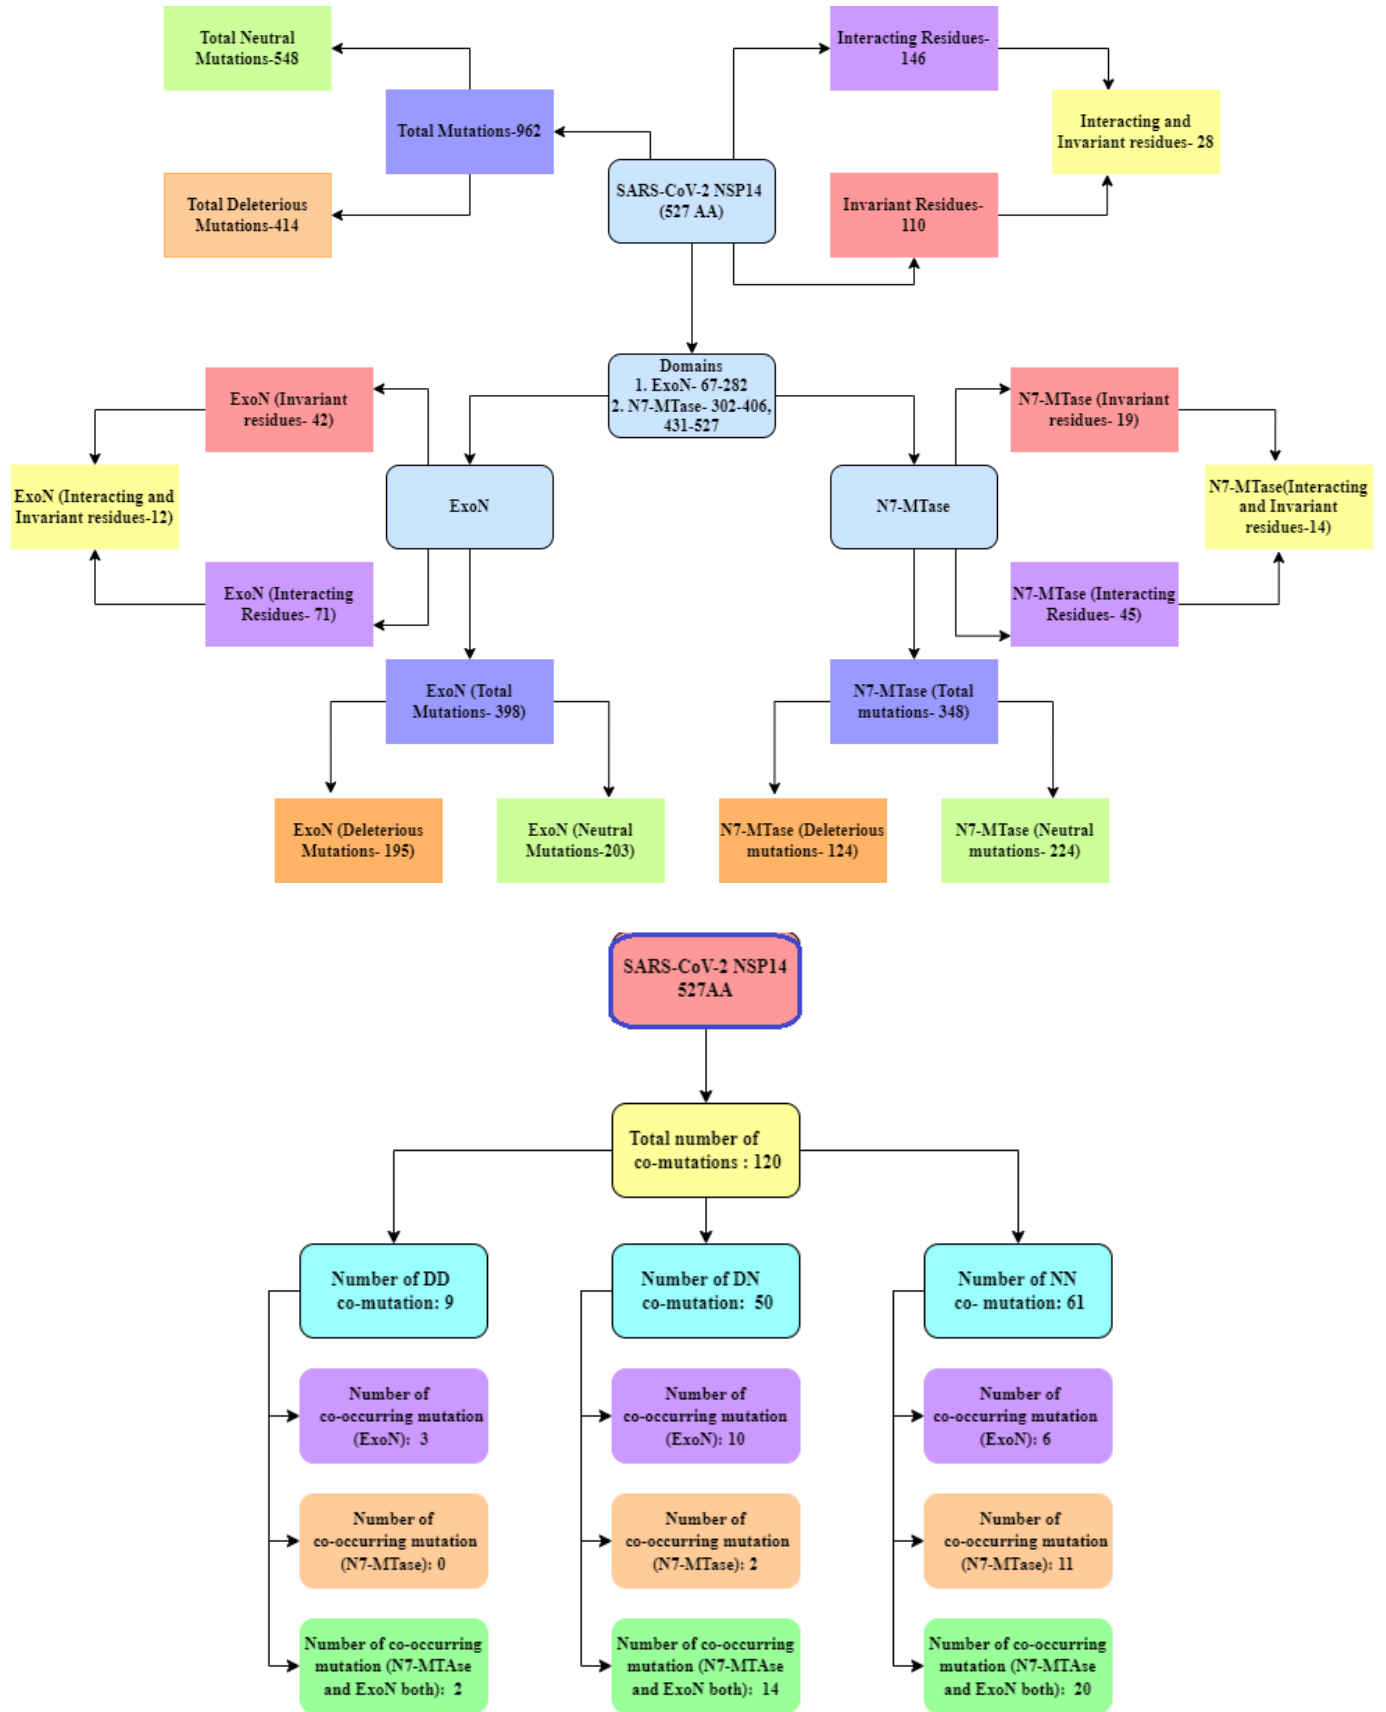 Total Neutral
Mutations-548
Interacting Residues-
146
Total Mutations-962
Interacting and
Invariant residues- 28
SARS-CoV-2 NSP14
(527 AA)
Total Deleterious
Mutations-414
Invariant Residues-
110
Domains
1. ExoN- 67-282
2. N7-MTase- 302-406,
431-527
ExoN (Invariant
residues- 42)
N7-MTase (Invariant
residues- 19)
ExoN (Interacting and
Invariant residues-12)
ExoN
N7-MTase
N7-MTase(Interacting
and Invariant
residues-14)
ExoN (Interacting
Residues- 71)
N7-MTase (Interacting
Residues- 45)
ExoN (Total
Mutations- 398)
N7-MTase (Total
mutations- 348)
ExoN (Deleterious
Mutations- 195)
ExoN (Neutral
Mutations-203)
N7-MTase (Deleterious
mutations- 124)
N7-MTase (Neutral
mutations- 224)
SARS-CoV-2 NSP14
527AA
Total number of
co-mutations : 120
Number of DD
co-mutation: 9
Number of DN
co-mutation: 50
Number of NN
co- mutation: 61
Number of
co-occurring mutation
(ExoN): 3
Number of
co-occurring mutation
(ExoN): 10
Number of
co-occurring mutation
(ExoN): 6
Number of
co-occurring mutation
(N7-MTase): 0
Number of
co-occurring mutation
(N7-MTase): 2
Number of
co-occurring mutation
(N7-MTase): 11
Number of co-occurring
mutation (N7-MTAse
and ExoN both): 2
Number of co-occurring
mutation (N7-MTAse
and ExoN both): 14
Number of co-occurring
mutation (N7-MTAse
and ExoN both): 20